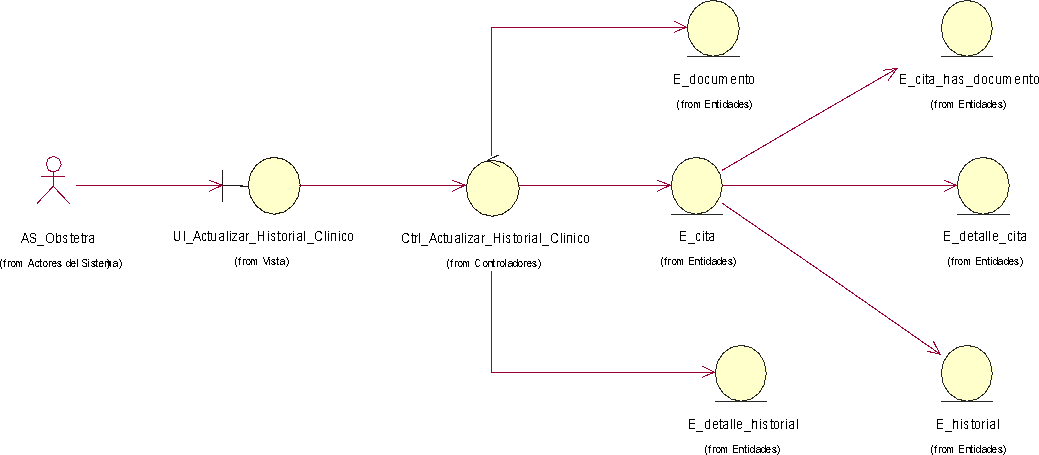 E_documento
(from Entidades)
E_cita_has_documento
(from Entidades)
AS_Obstetra
(from Actores del Sistema)
UI_Actualizar_Historial_Clinico
(from Vista)
Ctrl_Actualizar_Historial_Clinico
(from Controladores)
E_cita
(from Entidades)
E_detalle_cita
(from Entidades)
E_detalle_historial
(from Entidades)
E_historial
(from Entidades)